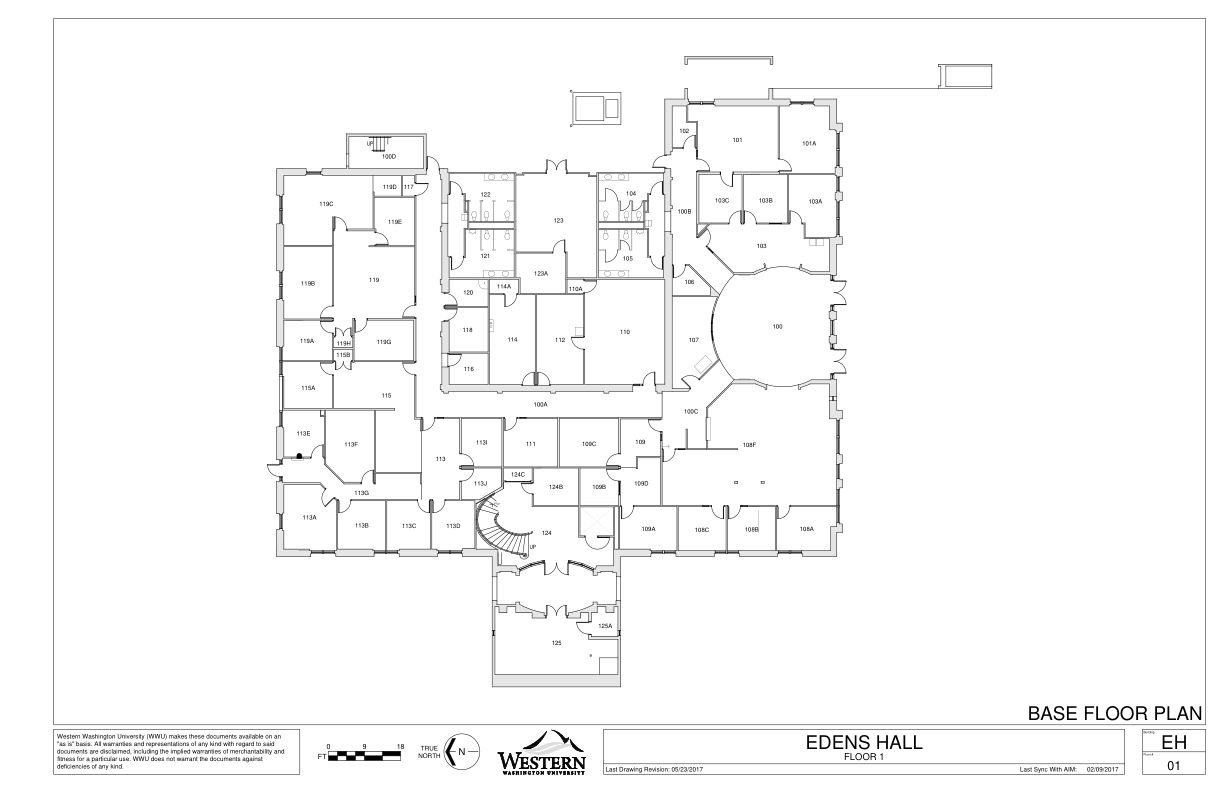 102
101
101A
UP
100D
119D
117
122
104
103C
103B
103A
119C
119E
123
100B
103
121
105
123A
119
119B
106
120
114A
110A
118
110
100
119A
119H
119G
114
112
107
115B
116
115A
115
100A
100C
113E
113F
113I
111
109C
109
108F
113
124C
113J
124B
109B
109D
113G
113A
113B
113C
113D
124
109A
108C
108B
108A
UP
125A
125
BASE FLOOR PLAN
Western Washington University (WWU) makes these documents available on an
"as is" basis. All warranties and representations of any kind with regard to said
documents are disclaimed, including the implied warranties of merchantability and
fitness for a particular use. WWU does not warrant the documents against
deficiencies of any kind.
0 9 18
FT
TRUE
NORTH
N
WESTERN
WASHINGTON UNIVERSITY
EDENS HALL
FLOOR 1
Last Drawing Revision: 05/23/2017
Last Sync With AIM: 02/09/2017
EH
01